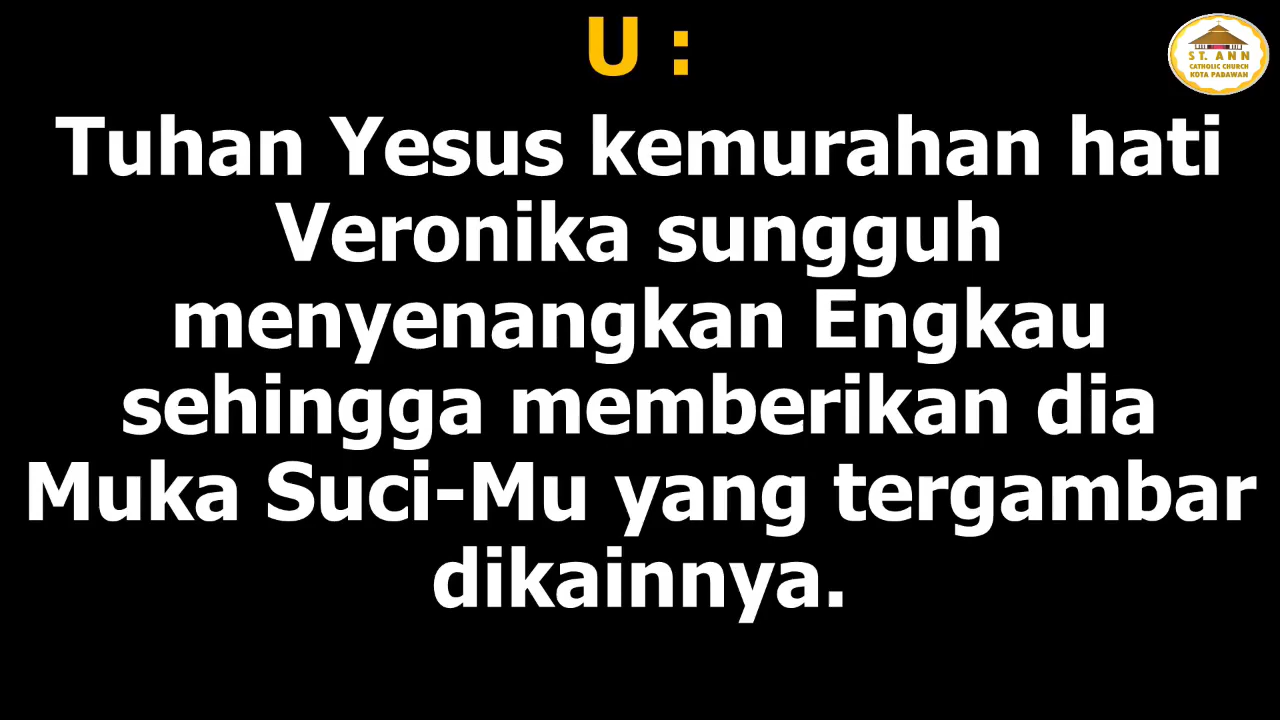 U :
Tuhan Yesus kemurahan hati
Veronika sungguh
menyenangkan Engkau
sehingga memberikan dia
Muka Suci-Mu yang tergambar
dikainnya.
ST. ANN
CATHOLIC CHURCH
KOTA PADAWAN